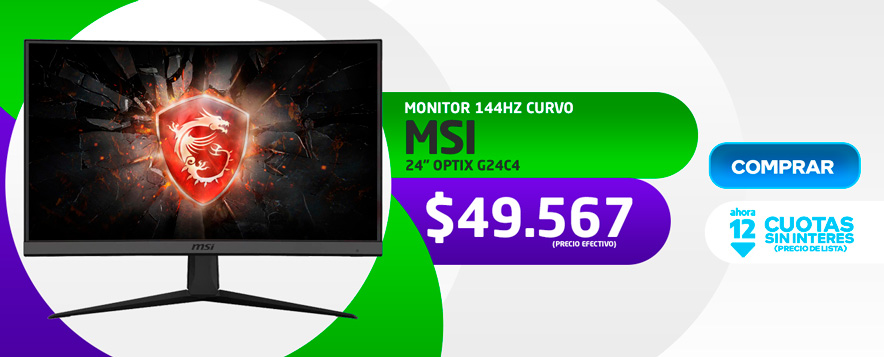 MONITOR 144HZ CURVO
MSI
24" OPTIX G24C4
$49.567
(PRECIO EFECTIVO)
msi
COMPRAR
ahora
12
CUOTAS
SIN INTERES
(PRECIO DE LISTA)